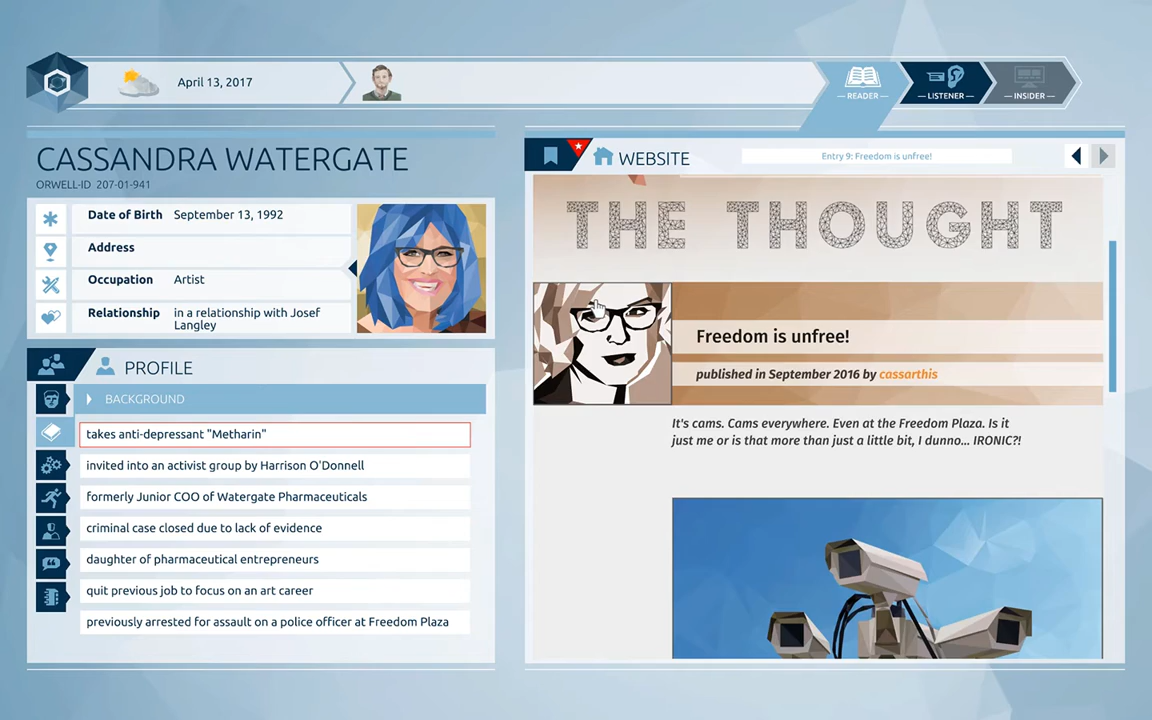 April 13, 2017
— READER —
— LISTENER —
— INSIDER —
CASSANDRA WATERGATE
ORWELL-ID 207-01-941
Date of Birth September 13, 1992
Address
Occupation Artist
Relationship in a relationship with Josef
Langley
PROFILE
BACKGROUND
takes anti-depressant "Metharin"
invited into an activist group by Harrison O'Donnell
formerly Junior COO of Watergate Pharmaceuticals
criminal case closed due to lack of evidence
daughter of pharmaceutical entrepreneurs
quit previous job to focus on an art career
previously arrested for assault on a police officer at Freedom Plaza
WEBSITE
Entry 9: Freedom is unfree!
THE THOUGHT
Freedom is unfree!
published in September 2016 by cassarthis
It's cams. Cams everywhere. Even at the Freedom Plaza. Is it
just me or is that more than just a little bit, I dunno... IRONIC?!